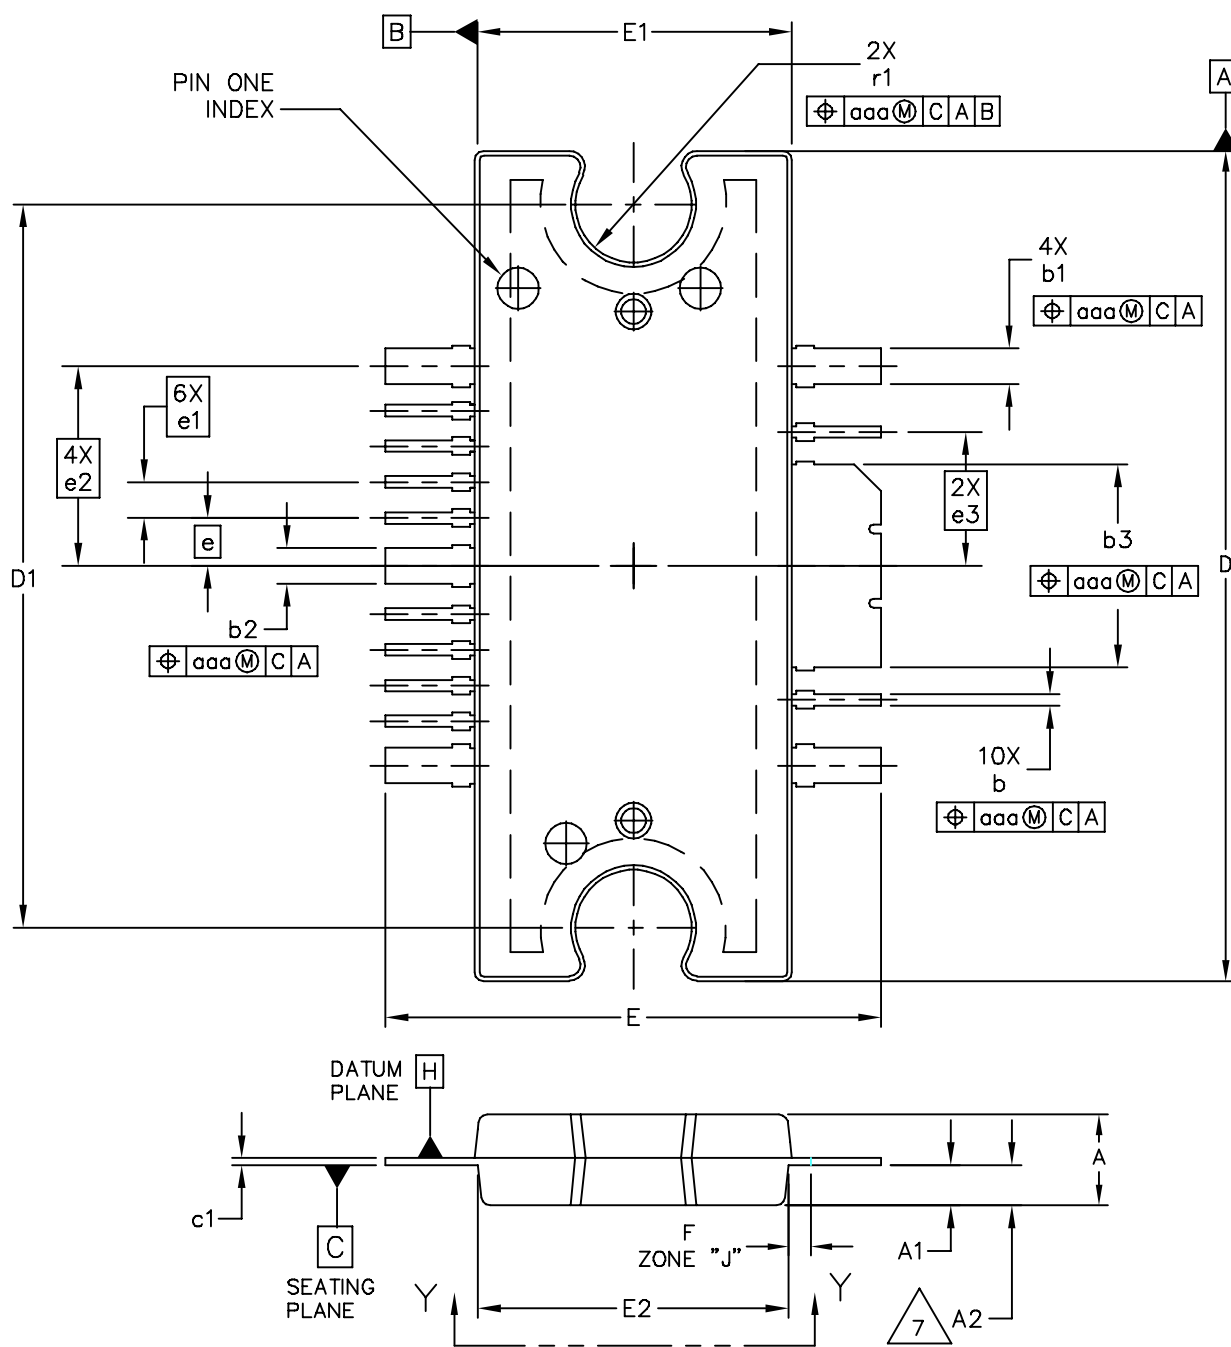 B
E1
2X
r1
aaa Ⓜ C A B
A
PIN ONE
INDEX
4X
b1
aaa Ⓜ C A
6X
e1
4X
e2
2X
e3
e
b3
D1
D
aaa Ⓜ C A
b2
aaa Ⓜ C A
10X
b
aaa Ⓜ C A
E
DATUM
PLANE
H
A
c1
C
F
ZONE "J"
A1
SEATING
PLANE
Y
Y
E2
7
A2